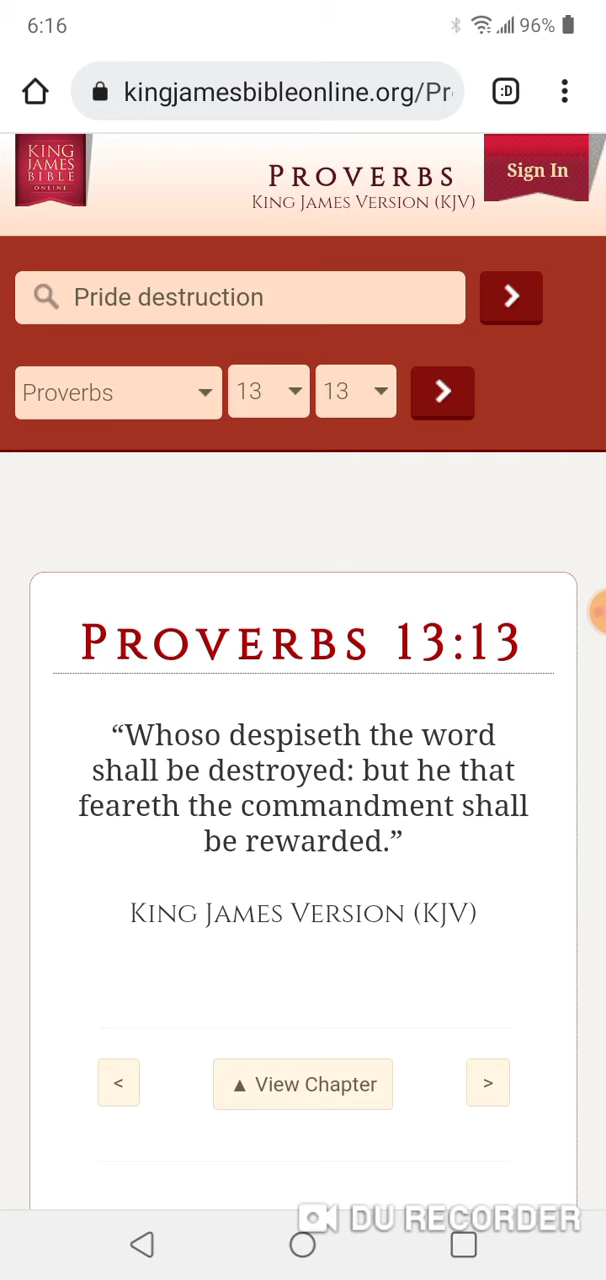 6:16
96%
kingjamesbibleonline.org/Pr
:D
KING
JAMES
BIBLE
ONLINE
PROVERBS
KING JAMES VERSION (KJV)
Sign In
Pride destruction
Proverbs
13
13
PROVERBS 13:13
“Whoso despiseth the word
shall be destroyed: but he that
feareth the commandment shall
be rewarded.”
KING JAMES VERSION (KJV)
<
▲ View Chapter
>
DU RECORDER